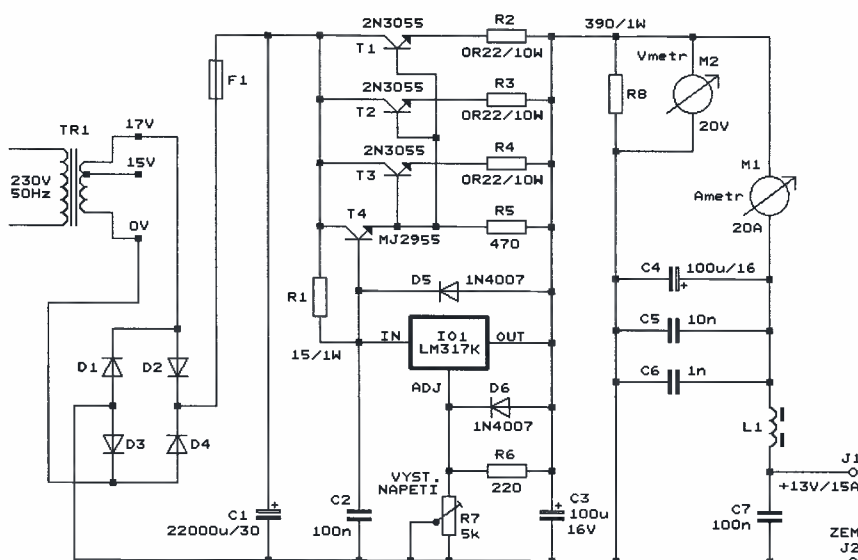 2N3055
T1
R2
0R22/10W
390/1W
Vmetr
M2
20V
R8
F1
2N3055
T2
R3
0R22/10W
TR1
17V
15V
0V
230V
50Hz
2N3055
T3
R4
0R22/10W
M1
Ametr
20A
T4
MJ2955
R5
470
C4
100u/16
+
D5
1N4007
R1
15/1W
IN
IO1
LM317K
OUT
ADJ
C5
10n
C6
1n
D1
D2
D3
D4
D6
1N4007
L1
R6
220
VYST.
NAPETI
R7
5k
J1
+13V/15A
C1
22000u/30
+
C2
100n
C3
100u
16V
+
C7
100n
ZEM
J2